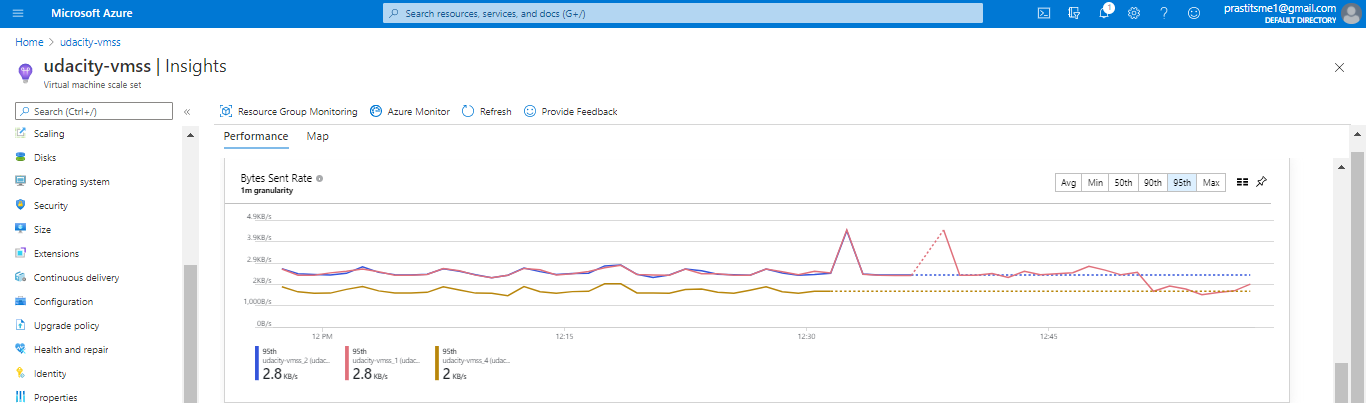 Microsoft Azure
Search resources, services, and docs (G+/)
1
prastitsme1@gmail.com
DEFAULT DIRECTORY
Home > udacity-vmss
udacity-vmss | Insights
Virtual machine scale set
Search (Ctrl+/)
«
Resource Group Monitoring
Azure Monitor
Refresh
Provide Feedback
Scaling
Disks
Operating system
Security
Size
Extensions
Continuous delivery
Configuration
Upgrade policy
Health and repair
Identity
Properties
Performance
Map
Bytes Sent Rate
1m granularity
Avg
Min
50th
90th
95th
Max
4.9KB/s
3.9KB/s
2.9KB/s
2KB/s
1,000B/s
0B/s
12 PM
12:15
12:30
12:45
95th
udacity-vmss_2 (udac...
2.8 KB/s
95th
udacity-vmss_1 (udac...
2.8 KB/s
95th
udacity-vmss_4 (udac...
2 KB/s